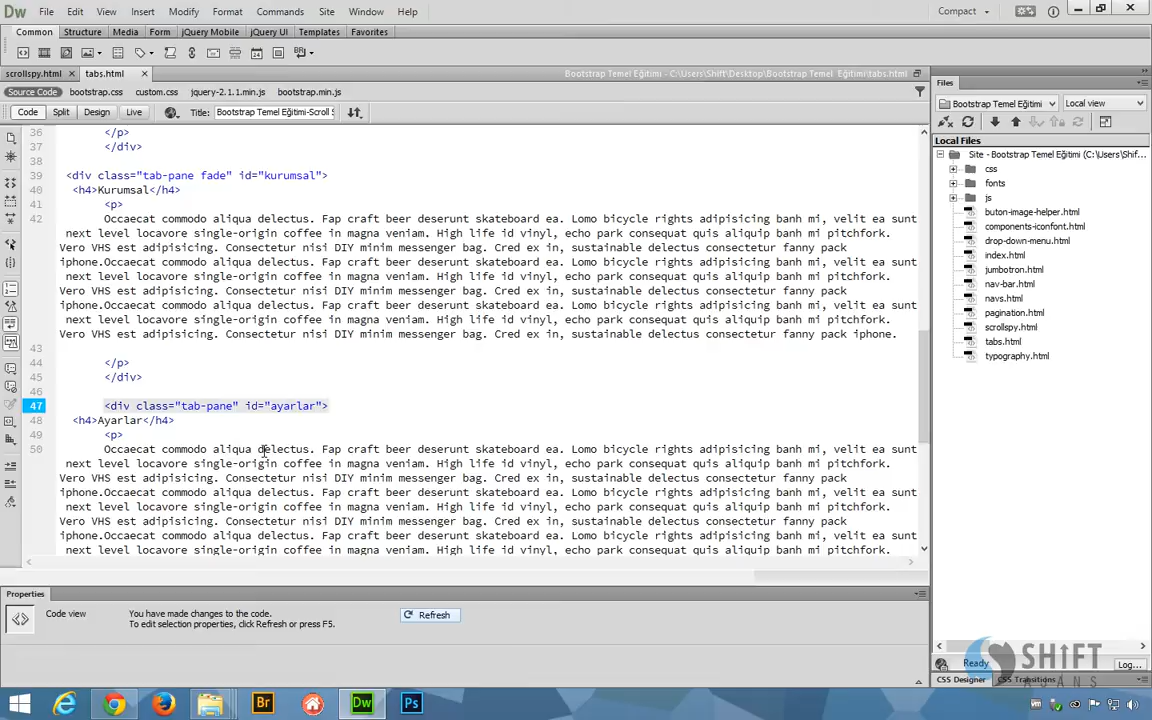 Dw File Edit View Insert Modify Format Commands Site Window Help Compact
Common Structure Media Form jQuery Mobile jQuery UI Templates Favorites
scrollspy.html tabs.html Bootstrap Temel Eğitimi - C:\Users\Shift\Desktop\Bootstrap Temel Eğitimi\tabs.html
Source Code bootstrap.css custom.css jquery-2.1.1.min.js bootstrap.min.js
Code Split Design Live Title: Bootstrap Temel Eğitimi-Scroll S
36 </p>
37 </div>
38
39 <div class="tab-pane fade" id="kurumsal">
40 <h4>Kurumsal</h4>
41 <p>
42 Occaecat commodo aliqua delectus. Fap craft beer deserunt skateboard ea. Lomo bicycle rights adipisicing banh mi, velit ea sunt
next level locavore single-origin coffee in magna veniam. High life id vinyl, echo park consequat quis aliquip banh mi pitchfork.
Vero VHS est adipisicing. Consectetur nisi DIY minim messenger bag. Cred ex in, sustainable delectus consectetur fanny pack
iphone.Occaecat commodo aliqua delectus. Fap craft beer deserunt skateboard ea. Lomo bicycle rights adipisicing banh mi, velit ea sunt
next level locavore single-origin coffee in magna veniam. High life id vinyl, echo park consequat quis aliquip banh mi pitchfork.
Vero VHS est adipisicing. Consectetur nisi DIY minim messenger bag. Cred ex in, sustainable delectus consectetur fanny pack
iphone.Occaecat commodo aliqua delectus. Fap craft beer deserunt skateboard ea. Lomo bicycle rights adipisicing banh mi, velit ea sunt
next level locavore single-origin coffee in magna veniam. High life id vinyl, echo park consequat quis aliquip banh mi pitchfork.
Vero VHS est adipisicing. Consectetur nisi DIY minim messenger bag. Cred ex in, sustainable delectus consectetur fanny pack iphone.
43
44 </p>
45 </div>
46
47 <div class="tab-pane" id="ayarlar">
48 <h4>Ayarlar</h4>
49 <p>
50 Occaecat commodo aliqua delectus. Fap craft beer deserunt skateboard ea. Lomo bicycle rights adipisicing banh mi, velit ea sunt
next level locavore single-origin coffee in magna veniam. High life id vinyl, echo park consequat quis aliquip banh mi pitchfork.
Vero VHS est adipisicing. Consectetur nisi DIY minim messenger bag. Cred ex in, sustainable delectus consectetur fanny pack
iphone.Occaecat commodo aliqua delectus. Fap craft beer deserunt skateboard ea. Lomo bicycle rights adipisicing banh mi, velit ea sunt
next level locavore single-origin coffee in magna veniam. High life id vinyl, echo park consequat quis aliquip banh mi pitchfork.
Vero VHS est adipisicing. Consectetur nisi DIY minim messenger bag. Cred ex in, sustainable delectus consectetur fanny pack
iphone.Occaecat commodo aliqua delectus. Fap craft beer deserunt skateboard ea. Lomo bicycle rights adipisicing banh mi, velit ea sunt
next level locavore single-origin coffee in magna veniam. High life id vinyl, echo park consequat quis aliquip banh mi pitchfork.
Properties
Code view You have made changes to the code. Refresh
To edit selection properties, click Refresh or press F5.
Files
Bootstrap Temel Eğitimi Local view
Local Files
Site - Bootstrap Temel Eğitimi (C:\Users\Shif...
css
fonts
js
buton-image-helper.html
components-iconfont.html
drop-down-menu.html
index.html
jumbotron.html
nav-bar.html
navs.html
pagination.html
scrollspy.html
tabs.html
typography.html
Ready Log...
SHiFT
AJANS
CSS Designer CSS Transitions
Br Dw Ps